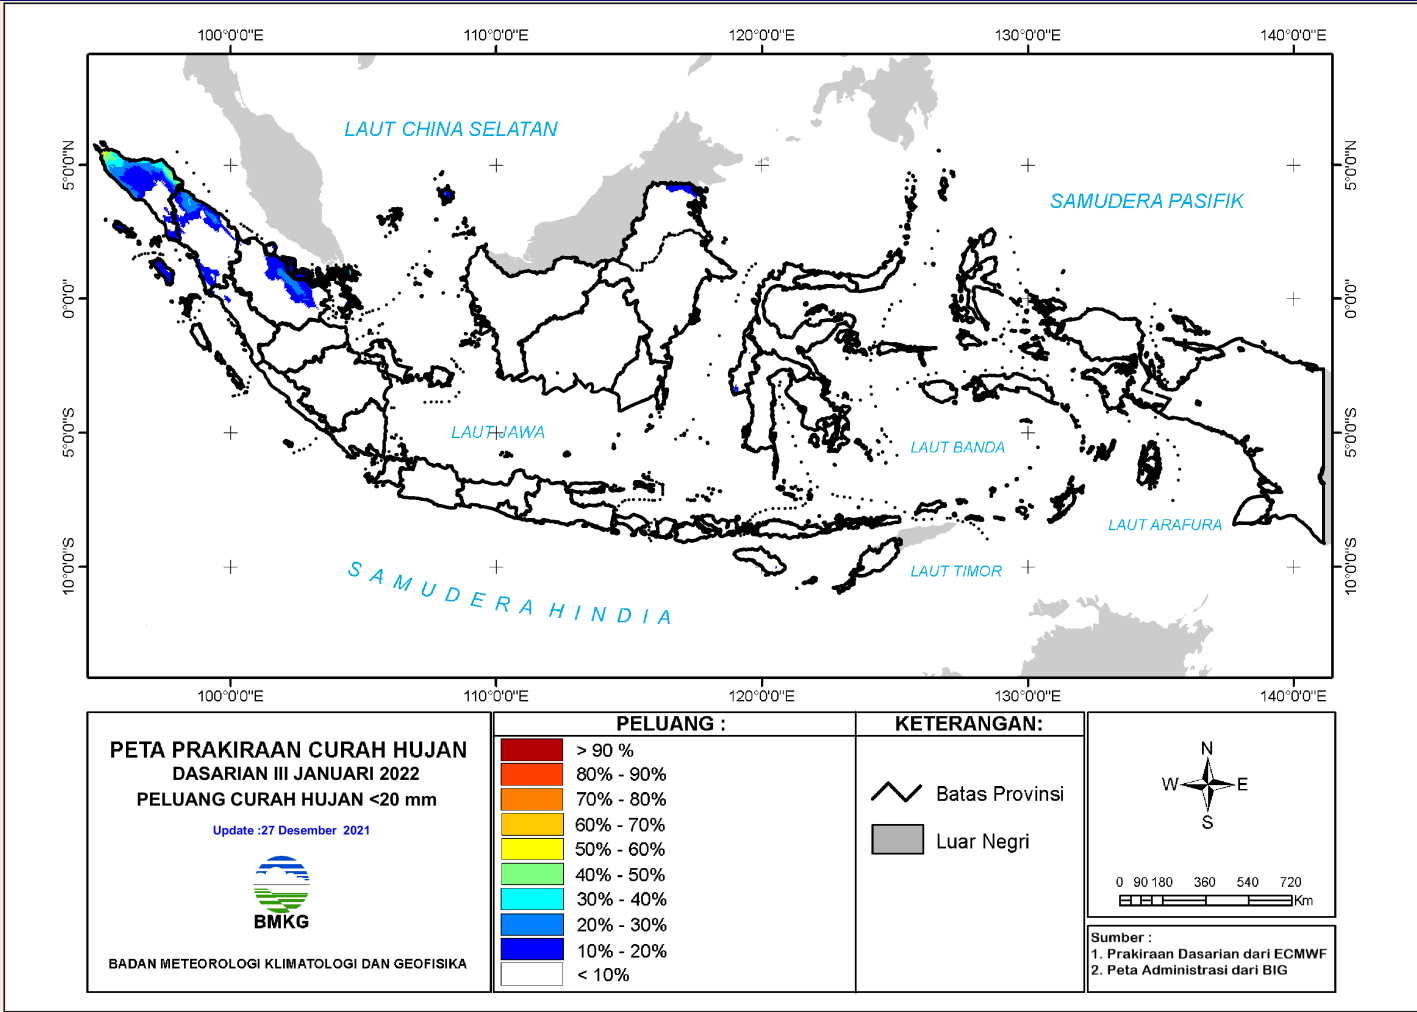 100°0'0"E 110°0'0"E 120°0'0"E 130°0'0"E 140°0'0"E
LAUT CHINA SELATAN
5°0'0"N 5°0'0"N
SAMUDERA PASIFIK
0°0'0" 0°0'0"
5°0'0"S LAUT JAWA LAUT BANDA 5°0'0"S
LAUT ARAFURA
10°0'0"S SAMUDERA HINDIA LAUT TIMOR 10°0'0"S
100°0'0"E 110°0'0"E 120°0'0"E 130°0'0"E 140°0'0"E
PETA PRAKIRAAN CURAH HUJAN
DASARIAN III JANUARI 2022
PELUANG CURAH HUJAN <20 mm
Update :27 Desember 2021
BMKG
BADAN METEOROLOGI KLIMATOLOGI DAN GEOFISIKA
PELUANG :
> 90 %
80% - 90%
70% - 80%
60% - 70%
50% - 60%
40% - 50%
30% - 40%
20% - 30%
10% - 20%
< 10%
KETERANGAN:
Batas Provinsi
Luar Negri
N
W E
S
0 90 180 360 540 720
Km
Sumber :
1. Prakiraan Dasarian dari ECMWF
2. Peta Administrasi dari BIG